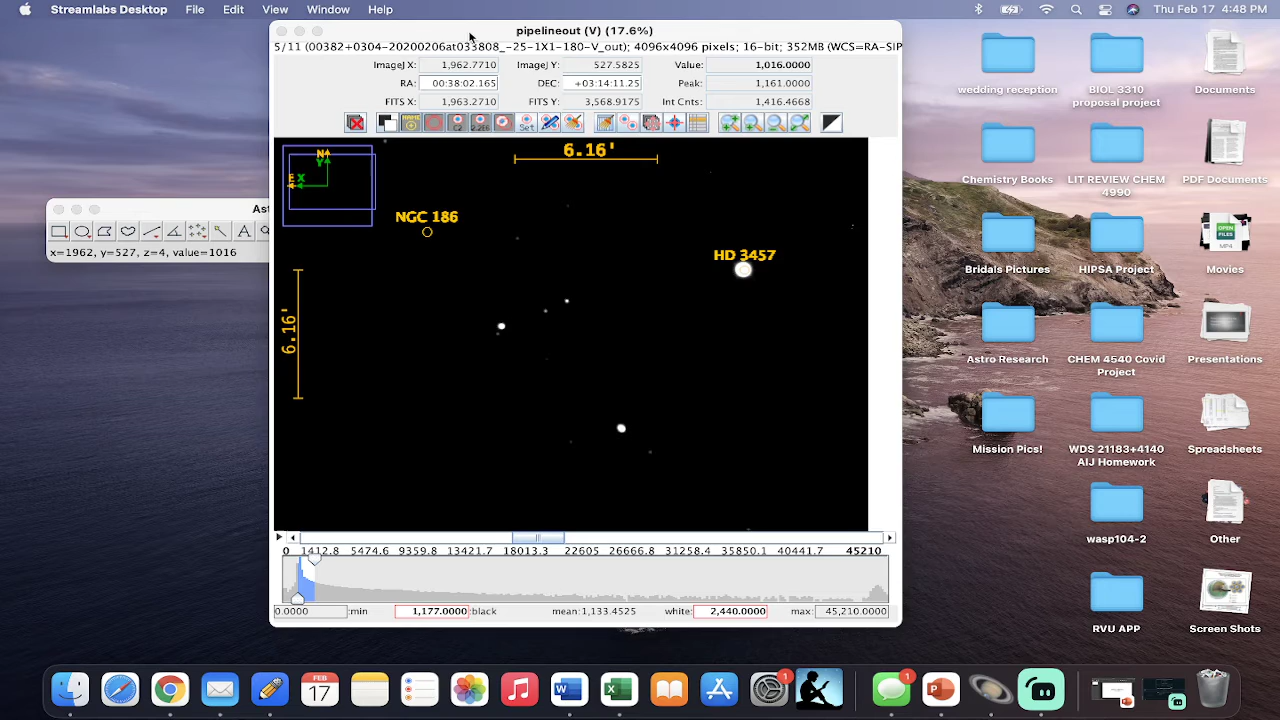 Streamlabs Desktop File Edit View Window Help Thu Feb 17 4:48 PM
pipelineout (V) (17.6%)
5/11 (00382+0304-20200206at033808_-25-1X1-180-V_out); 4096x4096 pixels; 16-bit; 352MB (WCS=RA-SIP
ImageJ X: 1,962.7710 ImageJ Y: 527.5825 Value: 1,016.0000
RA: 00:38:02.165 DEC: +03:14:11.25 Peak: 1,161.0000
FITS X: 1,963.2710 FITS Y: 3,568.9175 Int Cnts: 1,416.4668
NAME
Set
6.16'
N
Y
E X
NGC 186
HD 3457
6.16'
Ast
A
x=1962, y=527, z=4, value=1016
0 1412.8 5474.6 9359.8 13421.7 18013.3 22605 26666.8 31258.4 35850.1 40441.7 45210
0.0000 :min 1,177.0000 :black mean:1,133.4525 white: 2,440.0000 max: 45,210.0000
wedding reception
BIOL 3310
proposal project
Documents
Chemistry Books
LIT REVIEW CHEM
4990
PDF Documents
OPEN
FILES
MP4
Bridals Pictures
HIPSA Project
Movies
Astro Research
CHEM 4540 Covid
Project
Presentations
Mission Pics!
WDS 21183+4140
AIJ Homework
Spreadsheets
wasp104-2
Other
RVU APP
Screen Shots
FEB
17
W
X
A
1
1
P